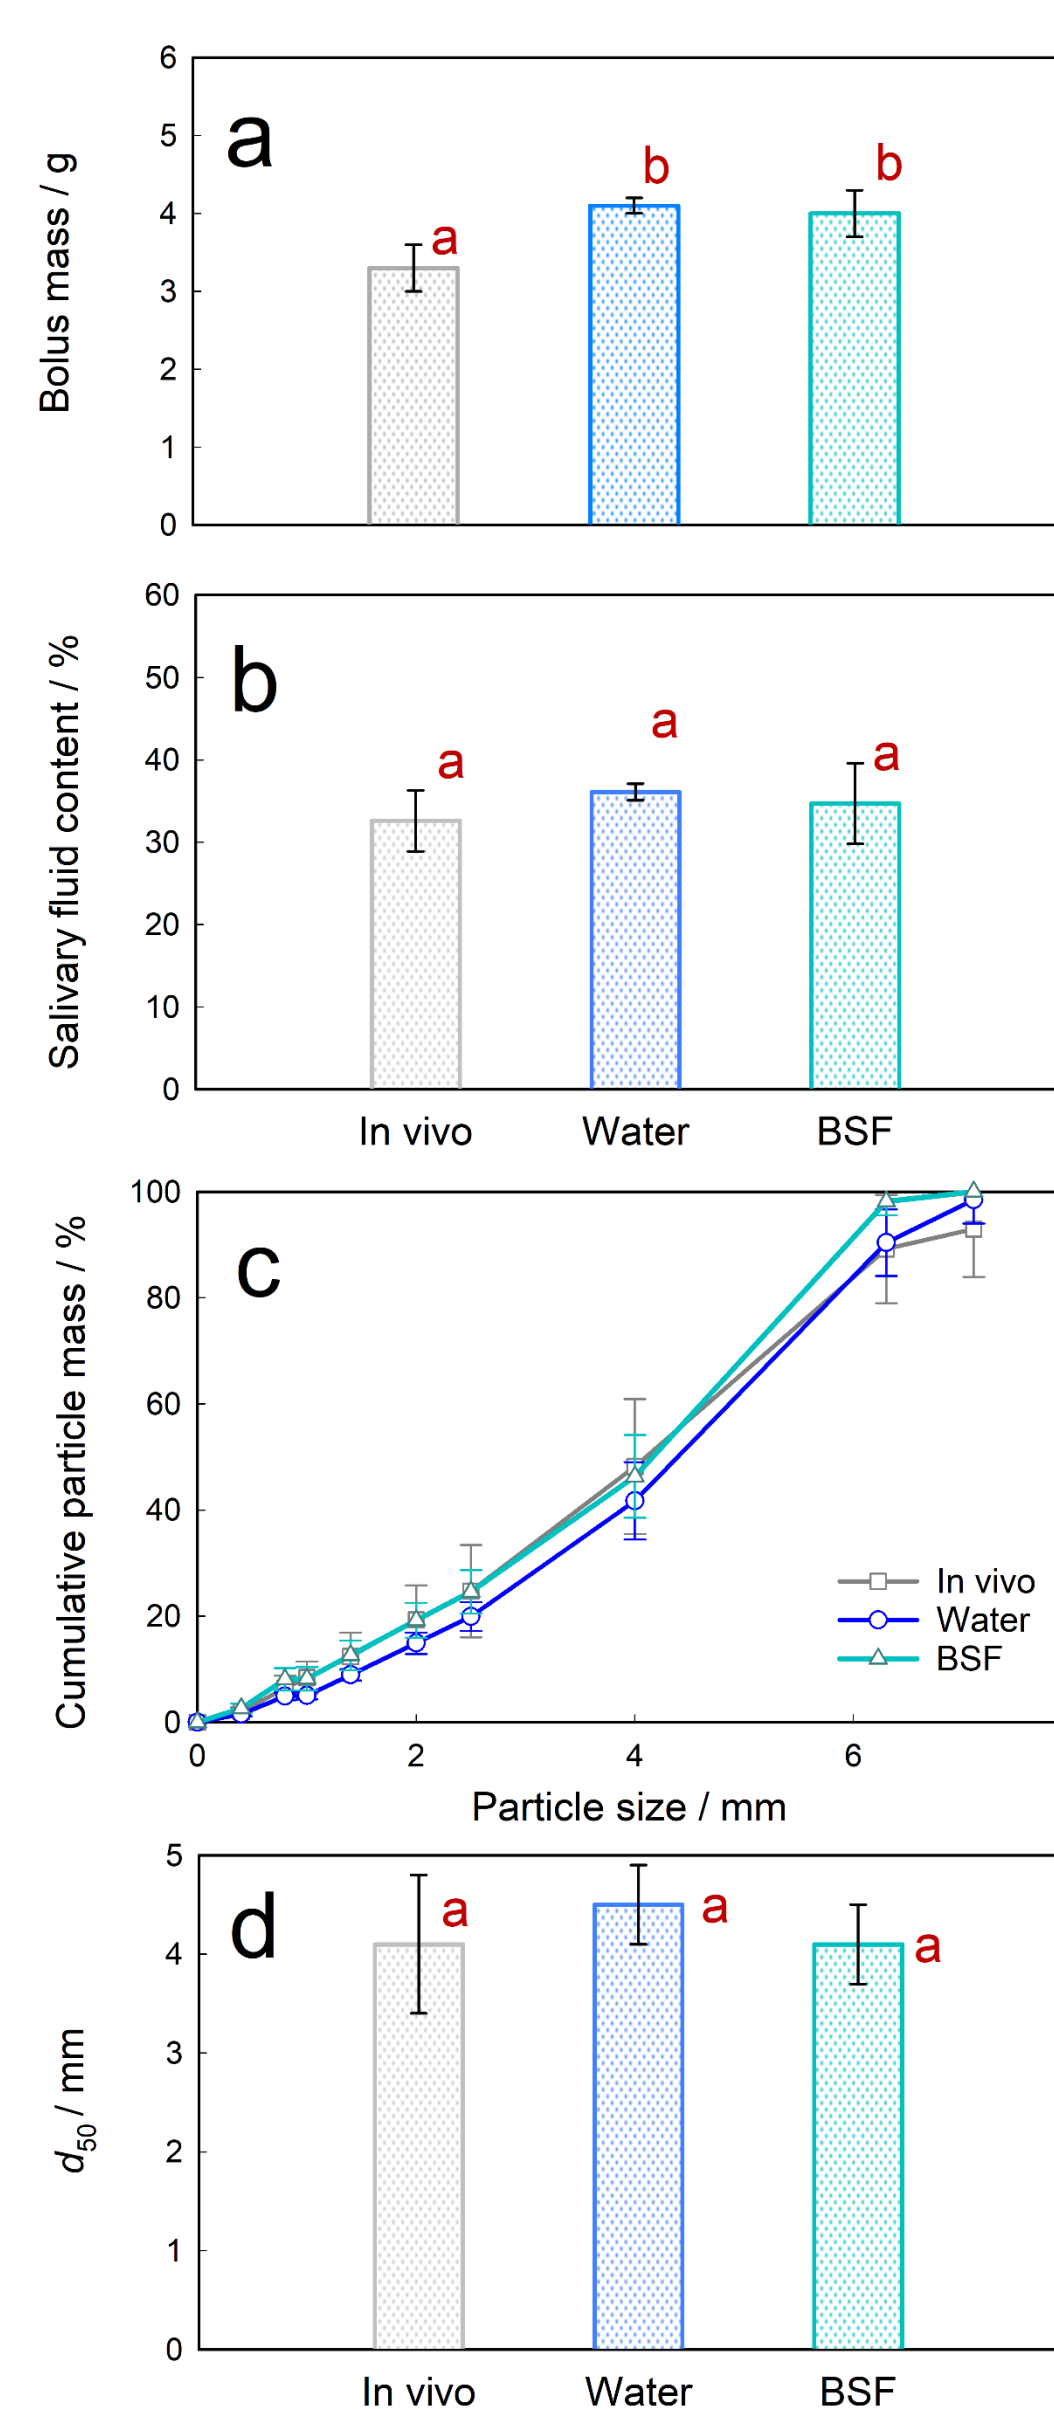 6
a
b
b
5
a
4
3
2
1
0
Bolus mass / g
60
b
50
a
a
a
40
30
20
10
0
Salivary fluid content / %
In vivo
Water
BSF
100
c
80
60
40
20
0
Cumulative particle mass / %
In vivo
Water
BSF
0
2
4
6
Particle size / mm
5
d
a
a
a
4
3
2
1
0
d50 / mm
In vivo
Water
BSF